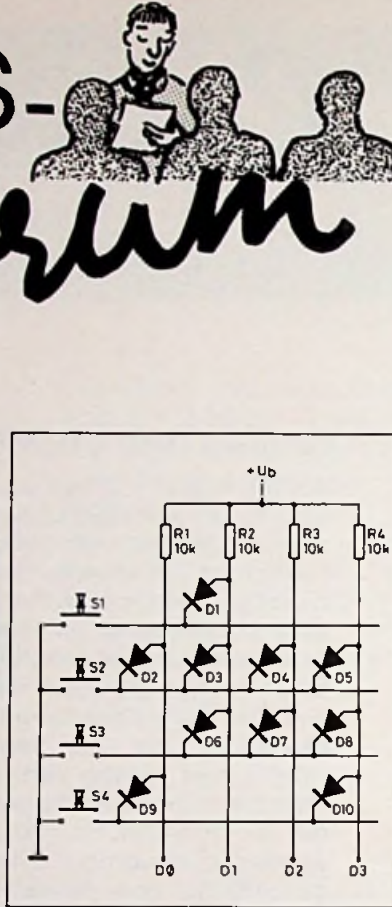 S-
rum
+Ub
R1 R2 R3 R4
10k 10k 10k 10k
S1
D1
S2
D2 D3 D4 D5
S3
D6 D7 D8
S4
D9 D10
D0 D1 D2 D3